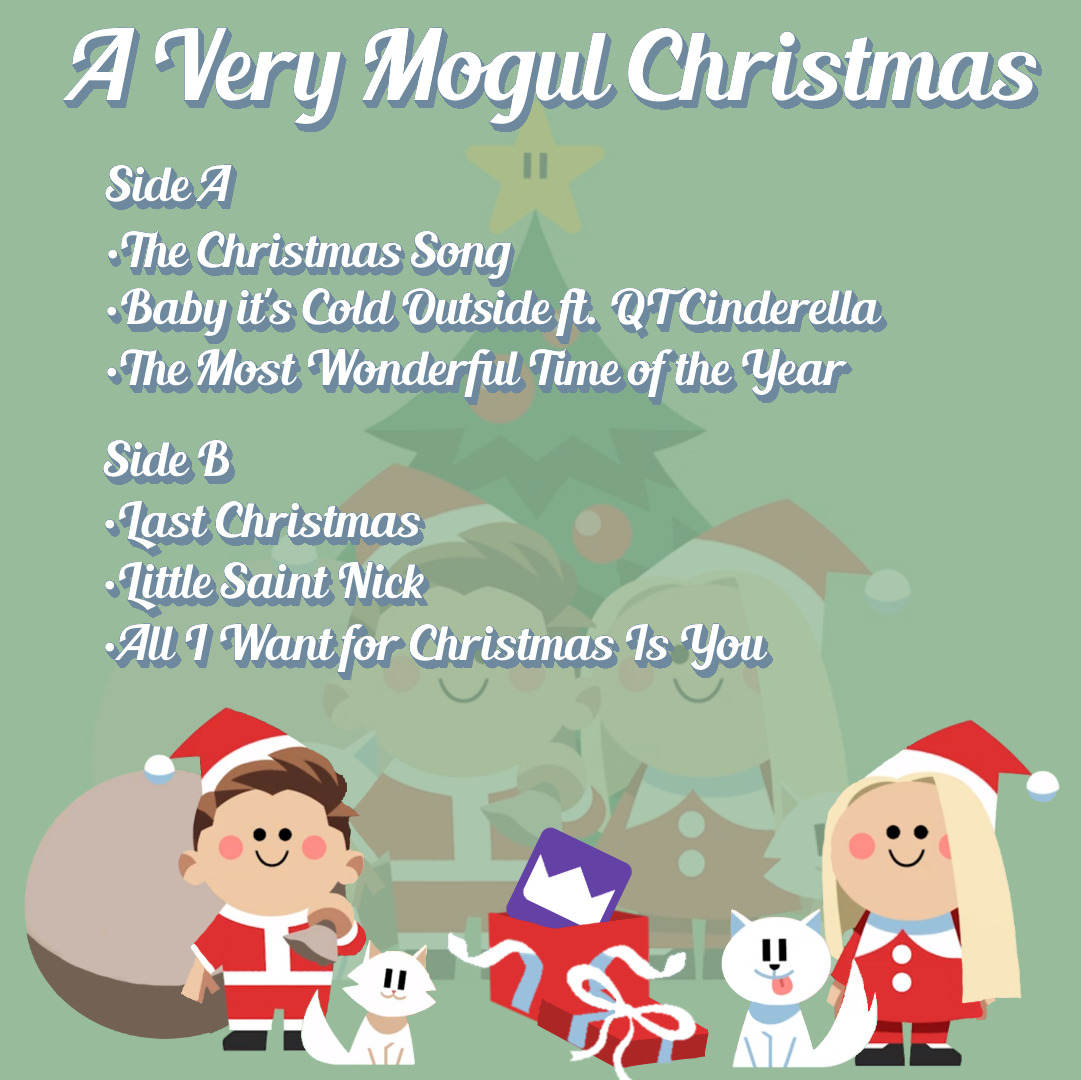 A Very Mogul Christmas
Side A
•The Christmas Song
•Baby it's Cold Outside ft. QTCinderella
•The Most Wonderful Time of the Year
Side B
•Last Christmas
•Little Saint Nick
•All I Want for Christmas Is You